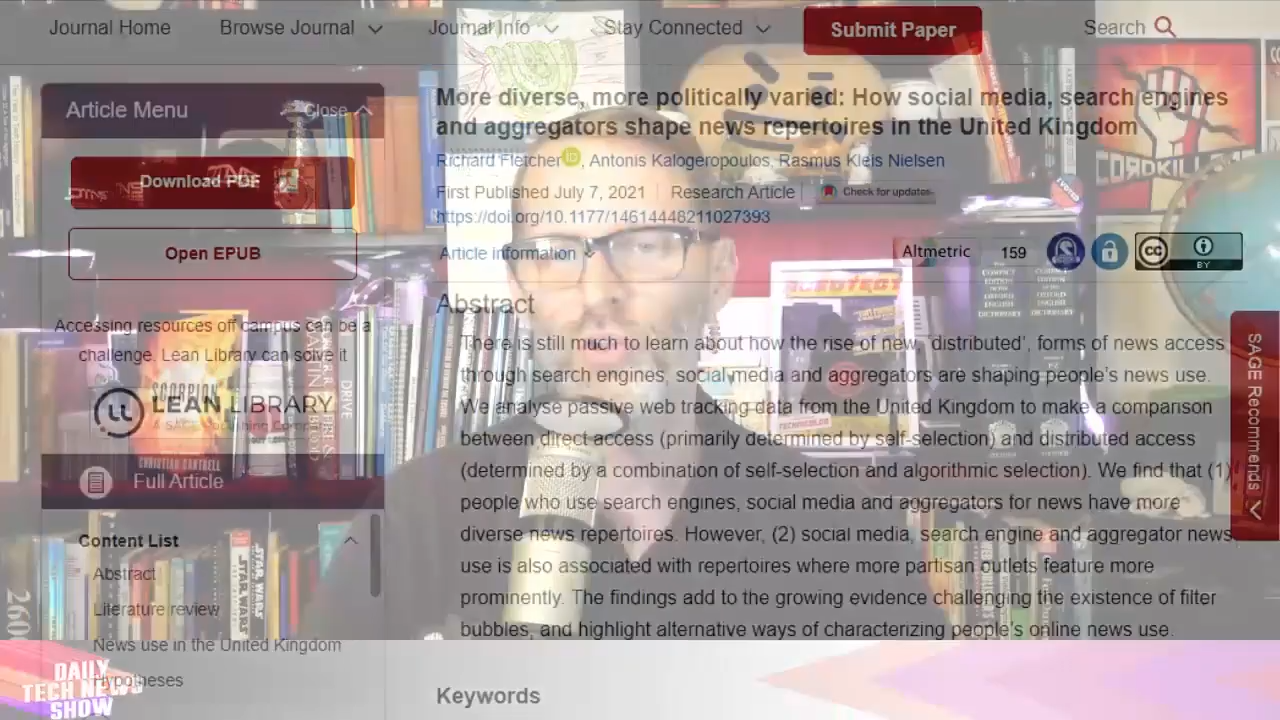 Journal Home
Browse Journal
Journal Info
Stay Connected
Submit Paper
Search
Article Menu
Close
Download PDF
Open EPUB
Accessing resources off campus can be a
challenge. Lean Library can solve it
LEAN LIBRARY
Full Article
Content List
Abstract
Literature review
News use in the United Kingdom
Hypotheses
More diverse, more politically varied: How social media, search engines
and aggregators shape news repertoires in the United Kingdom
Richard Fletcher, Antonis Kalogeropoulos, Rasmus Kleis Nielsen
First Published July 7, 2021 Research Article Check for updates
https://doi.org/10.1177/14614448211027393
Article information
Altmetric 159
CC BY
Abstract
There is still much to learn about how the rise of new, 'distributed', forms of news access
through search engines, social media and aggregators are shaping people's news use.
We analyse passive web tracking data from the United Kingdom to make a comparison
between direct access (primarily determined by self-selection) and distributed access
(determined by a combination of self-selection and algorithmic selection). We find that (1)
people who use search engines, social media and aggregators for news have more
diverse news repertoires. However, (2) social media, search engine and aggregator news
use is also associated with repertoires where more partisan outlets feature more
prominently. The findings add to the growing evidence challenging the existence of filter
bubbles, and highlight alternative ways of characterizing people's online news use.
Keywords
SAGE Recommends
SCORPION
CHRISTIAN CANTRELL
DRIVE
STAR WARS
2600
DAILY
TECH NEWS
SHOW